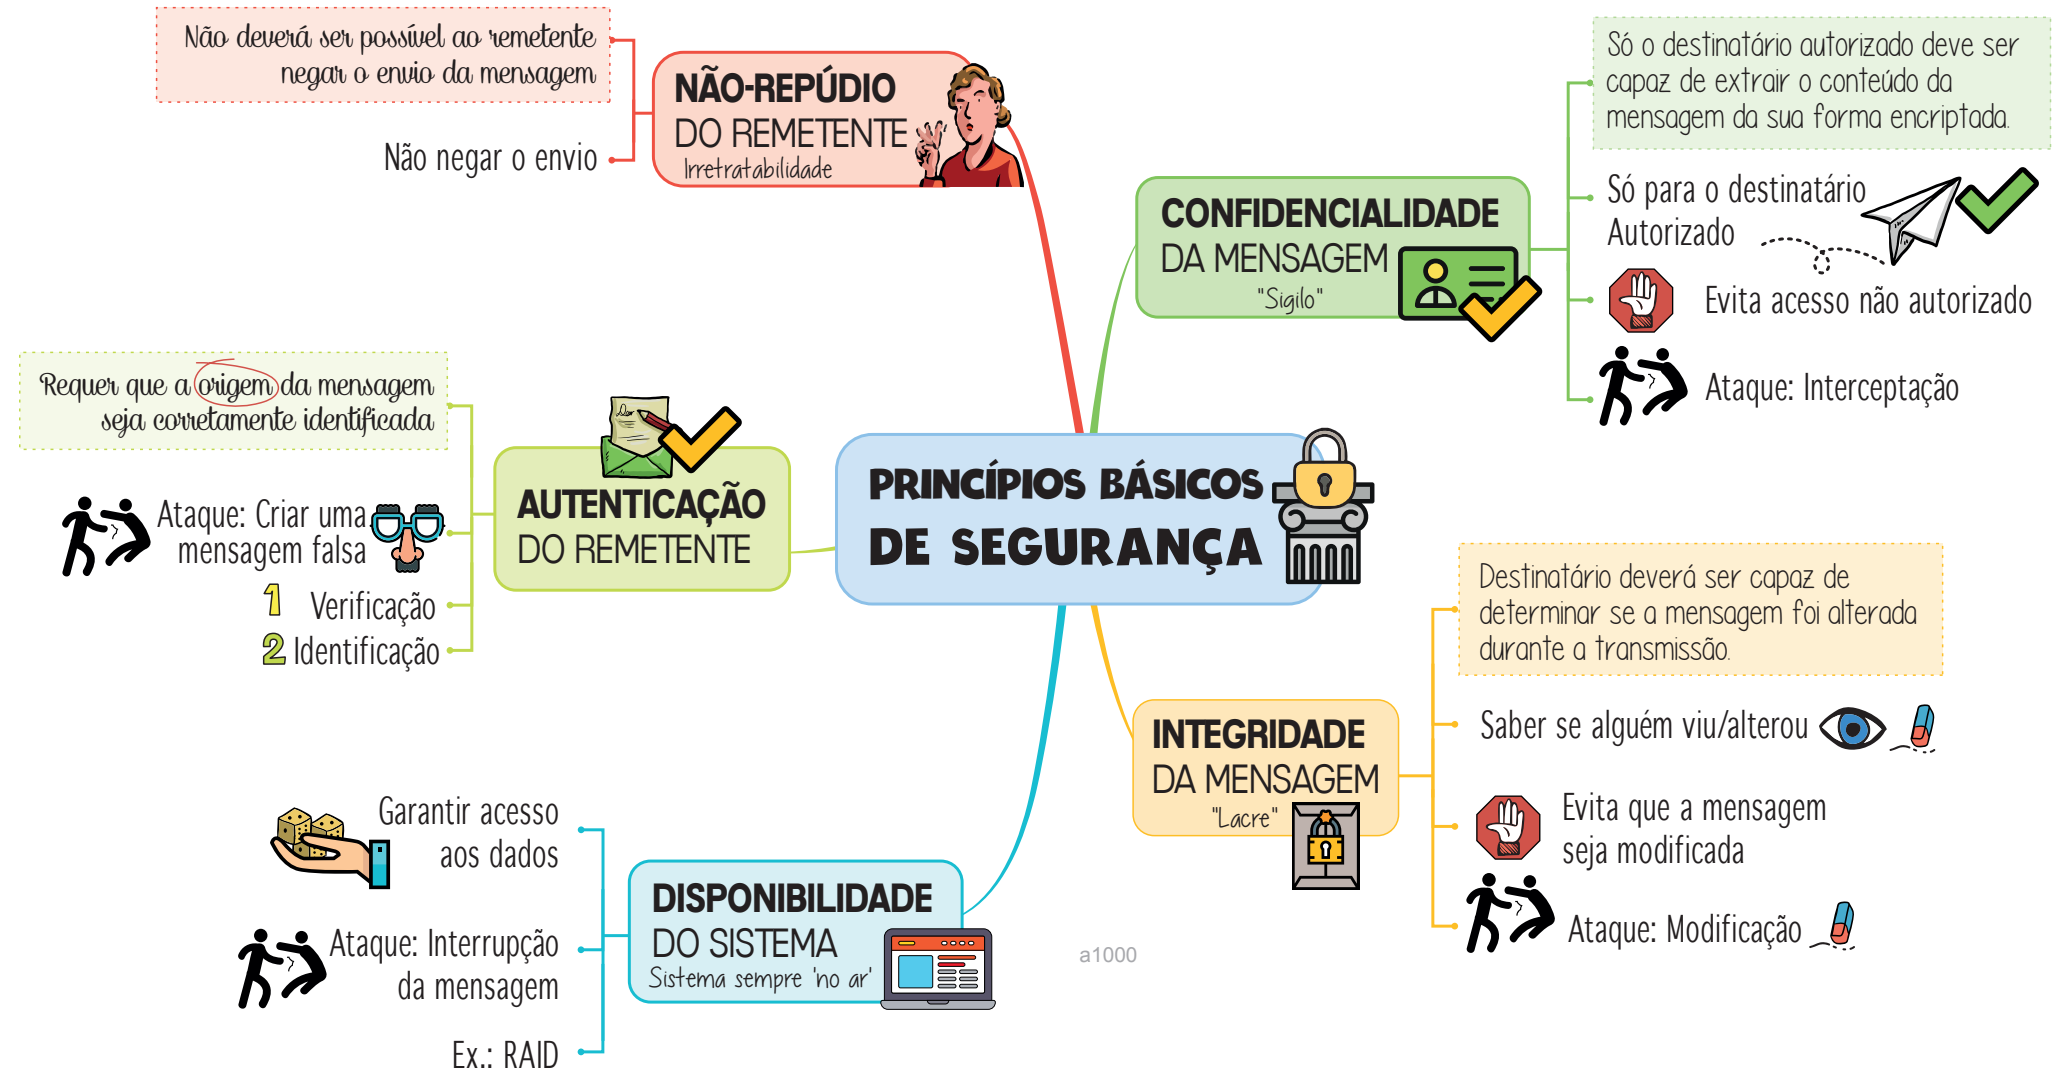 PRINCÍPIOS BÁSICOS
DE SEGURANÇA
NÃO-REPÚDIO
DO REMETENTE
Irretratabilidade
Não deverá ser possível ao remetente
negar o envio da mensagem
Não negar o envio
CONFIDENCIALIDADE
DA MENSAGEM
"Sigilo"
Só o destinatário autorizado deve ser
capaz de extrair o conteúdo da
mensagem da sua forma encriptada.
Só para o destinatário
Autorizado
Evita acesso não autorizado
Ataque: Interceptação
AUTENTICAÇÃO
DO REMETENTE
Requer que a origem da mensagem
seja corretamente identificada
Ataque: Criar uma
mensagem falsa
1 Verificação
2 Identificação
INTEGRIDADE
DA MENSAGEM
"Lacre"
Destinatário deverá ser capaz de
determinar se a mensagem foi alterada
durante a transmissão.
Saber se alguém viu/alterou
Evita que a mensagem
seja modificada
Ataque: Modificação
DISPONIBILIDADE
DO SISTEMA
Sistema sempre 'no ar'
Garantir acesso
aos dados
Ataque: Interrupção
da mensagem
Ex.: RAID
a1000